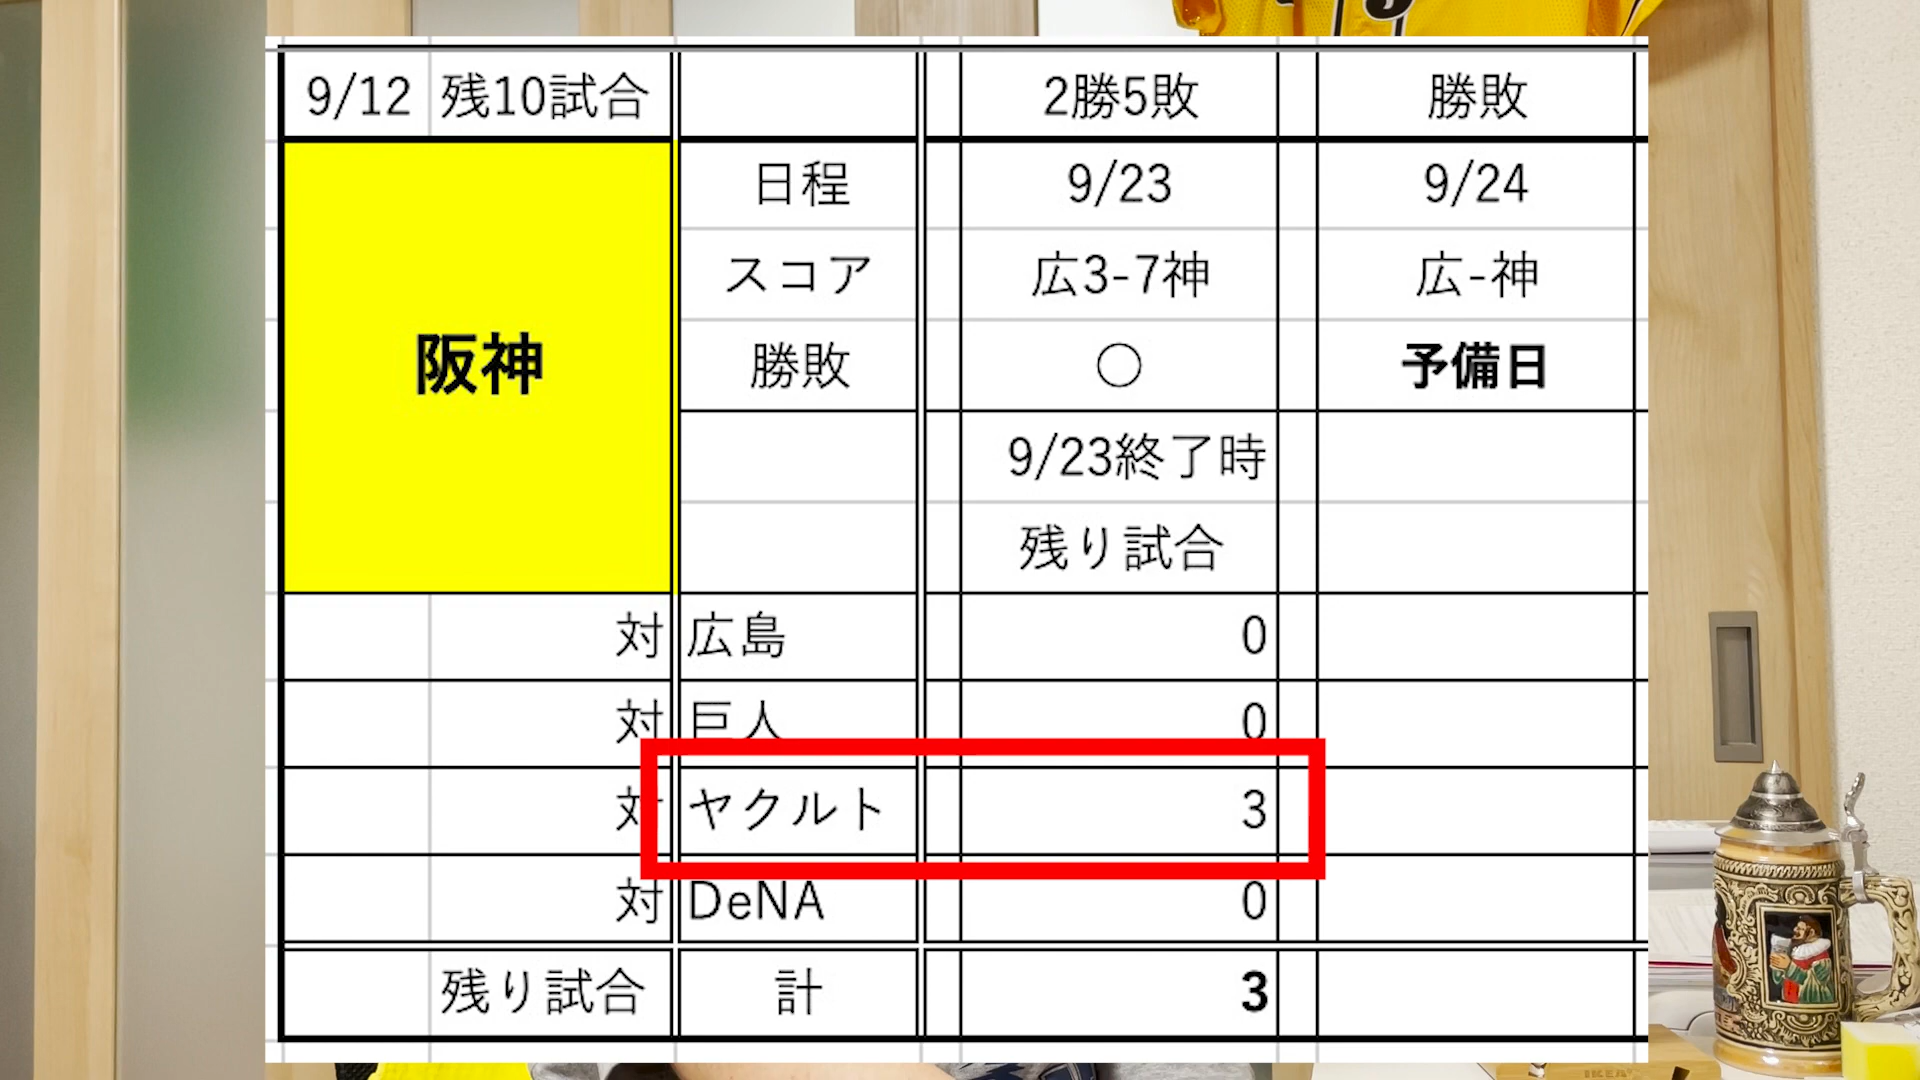 9/12 残10試合 2勝5敗 勝敗
阪神 日程 9/23 9/24
スコア 広3-7神 広-神
勝敗 ○ 予備日
9/23終了時
残り試合
対 広島 0
対 巨人 0
対 ヤクルト 3
対 DeNA 0
残り試合 計 3
IKEA